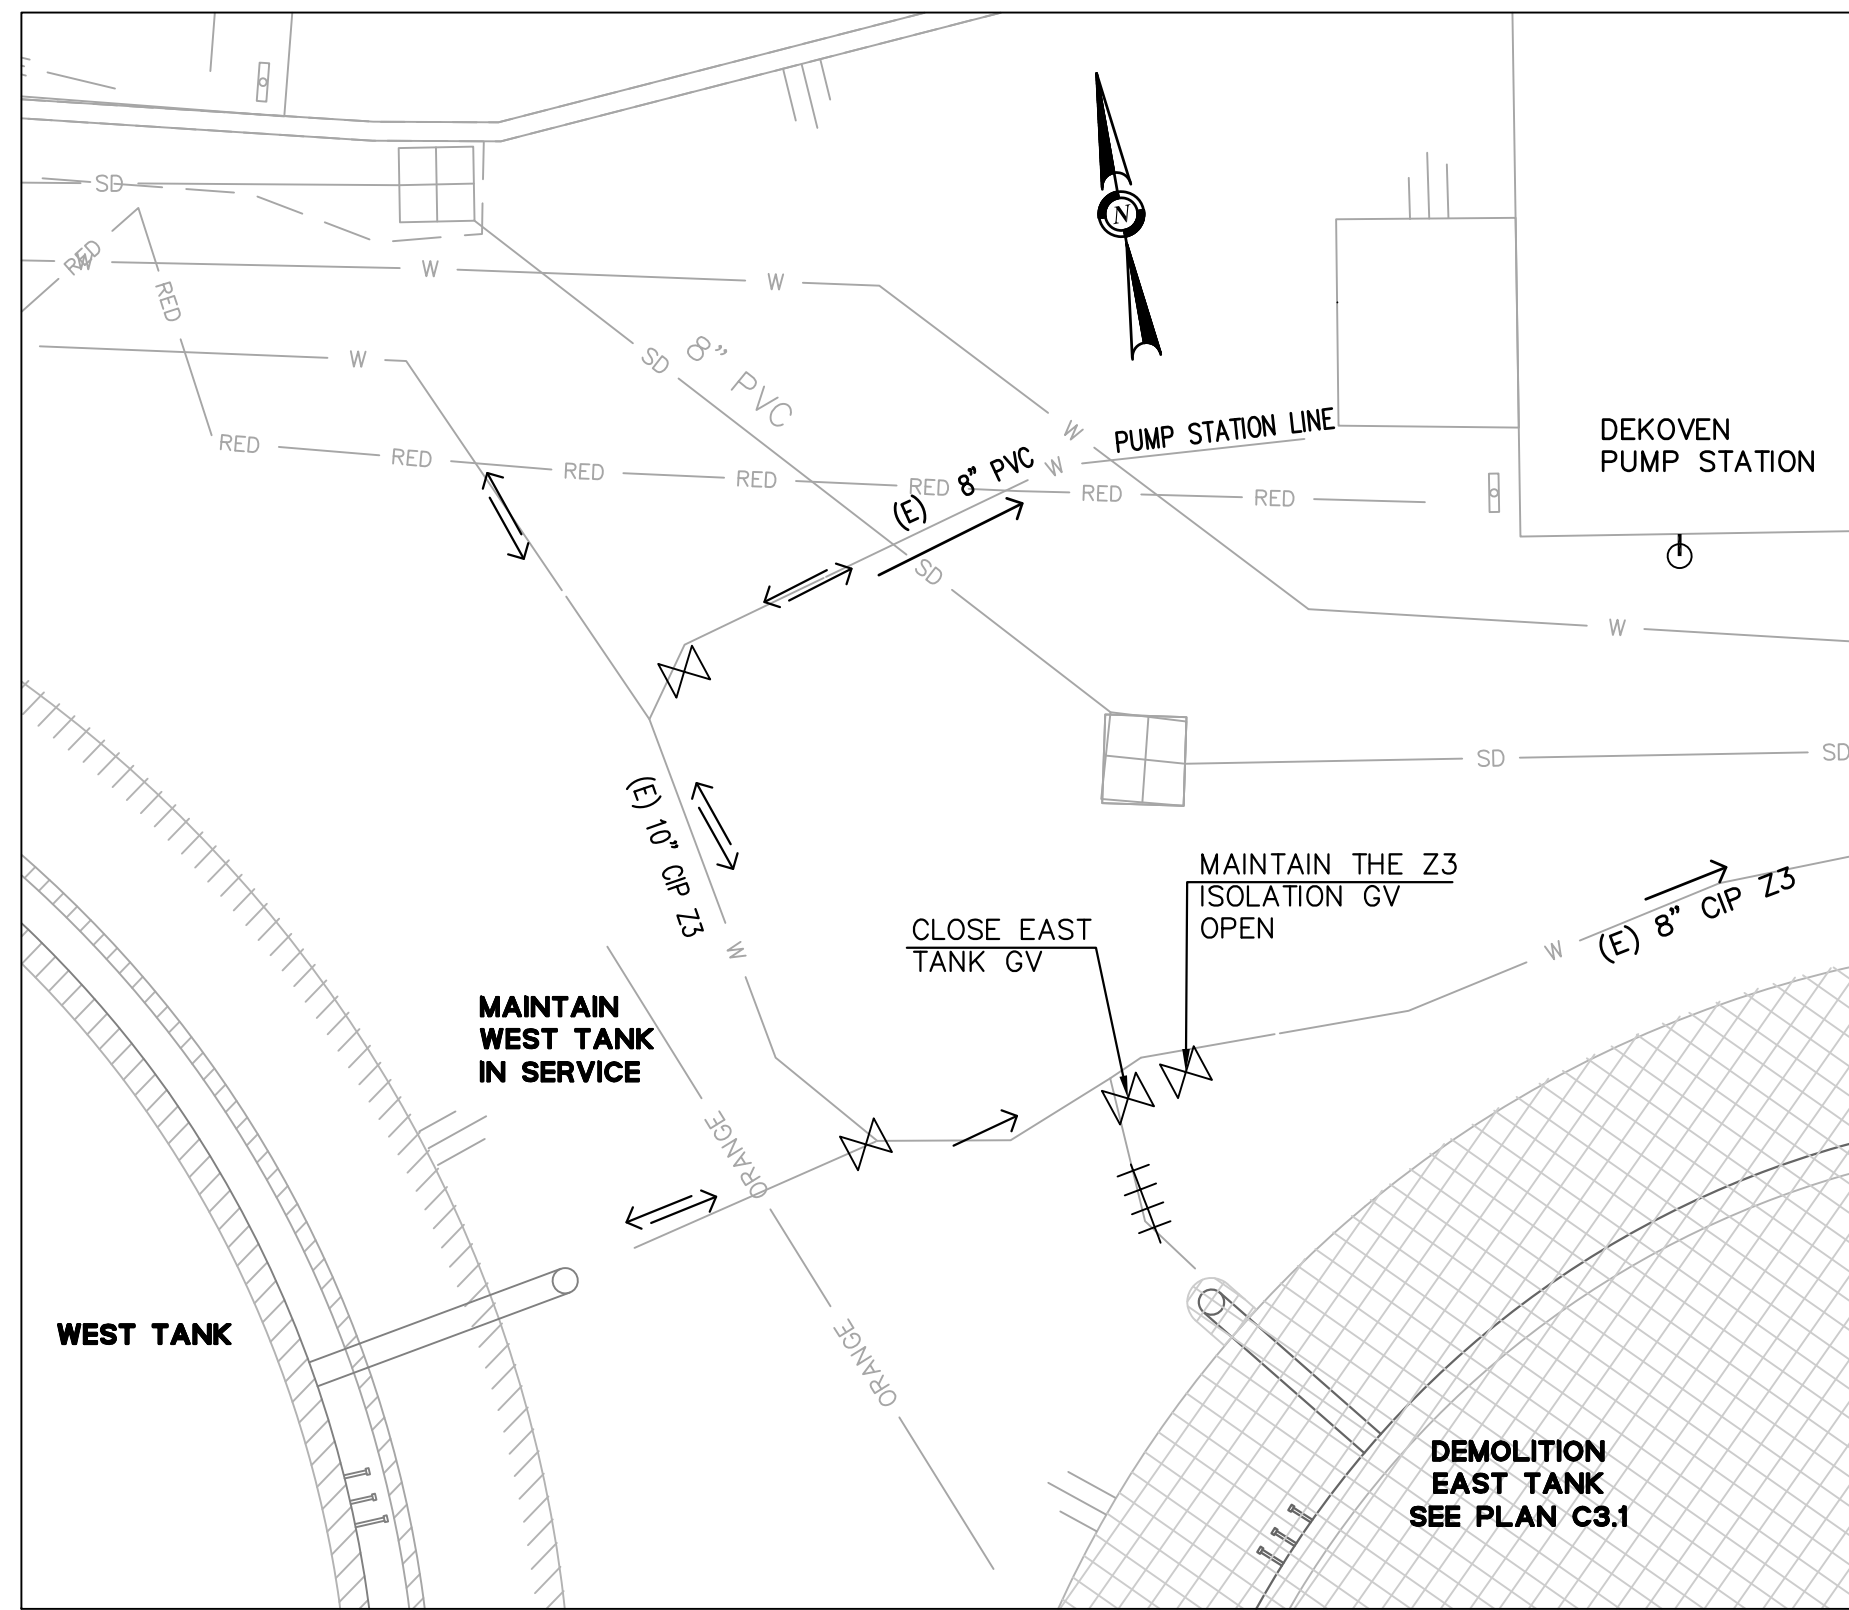 SD
RED
W
W
W
N
RED
W
8" PVC
SD
RED
RED
RED
RED
RED
RED
RED
W
W
PUMP STATION LINE
(E) 8" PVC
DEKOVEN
PUMP STATION
SD
W
SD
SD
(E) 10" CIP Z3
W
MAINTAIN THE Z3
ISOLATION GV
OPEN
CLOSE EAST
TANK GV
W
(E) 8" CIP Z3
MAINTAIN
WEST TANK
IN SERVICE
ORANGE
ORANGE
WEST TANK
DEMOLITION
EAST TANK
SEE PLAN C3.1